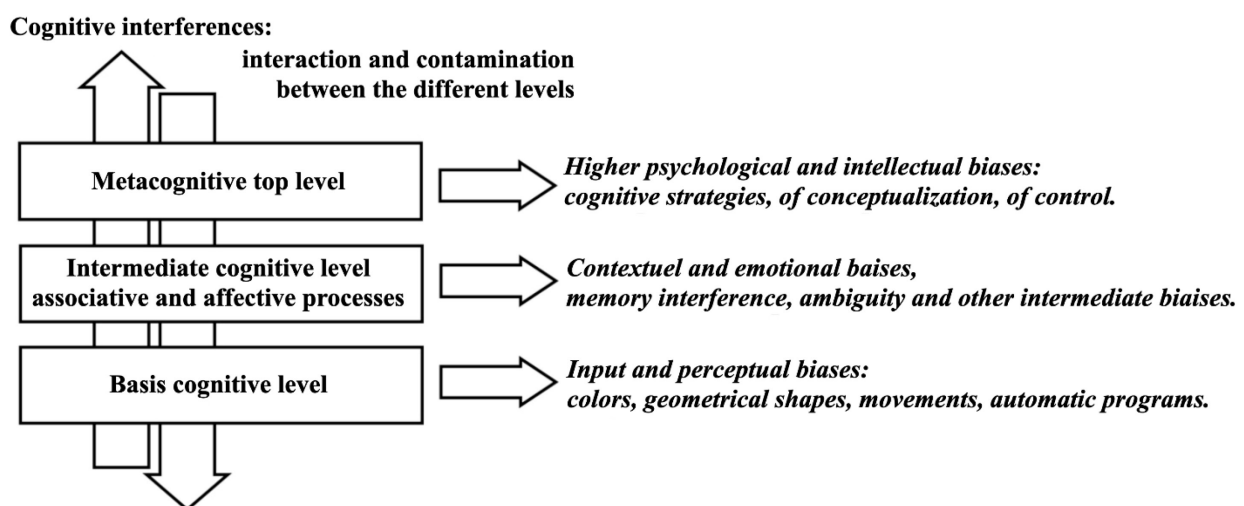 Cognitive interferences:
interaction and contamination
between the different levels
Metacognitive top level
Higher psychological and intellectual biases:
cognitive strategies, of conceptualization, of control.
Intermediate cognitive level
associative and affective processes
Contextuel and emotional baises,
memory interference, ambiguity and other intermediate biaises.
Basis cognitive level
Input and perceptual biases:
colors, geometrical shapes, movements, automatic programs.